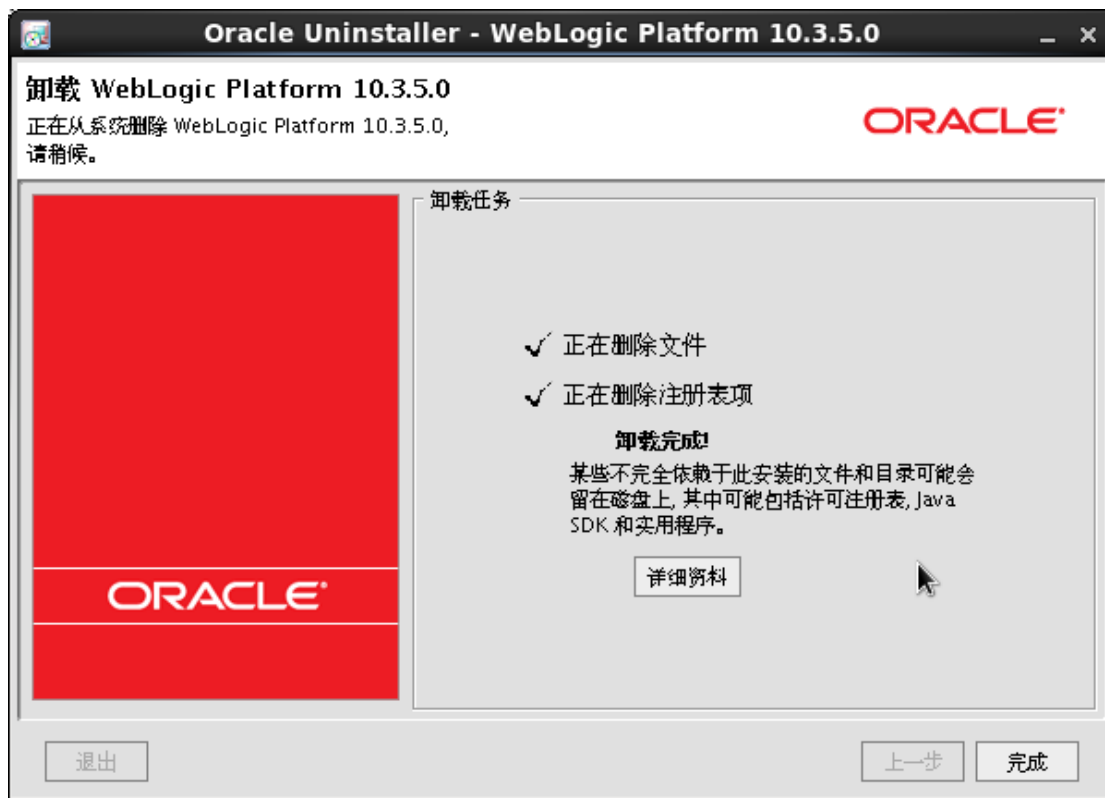 Oracle Uninstaller - WebLogic Platform 10.3.5.0
卸载 WebLogic Platform 10.3.5.0
正在从系统删除 WebLogic Platform 10.3.5.0,
请稍候。
ORACLE
卸载任务
正在删除文件
正在删除注册表项
卸载完成!
某些不完全依赖于此安装的文件和目录可能会
留在磁盘上, 其中可能包括许可注册表, Java
SDK 和实用程序。
详细资料
ORACLE
退出
上一步
完成